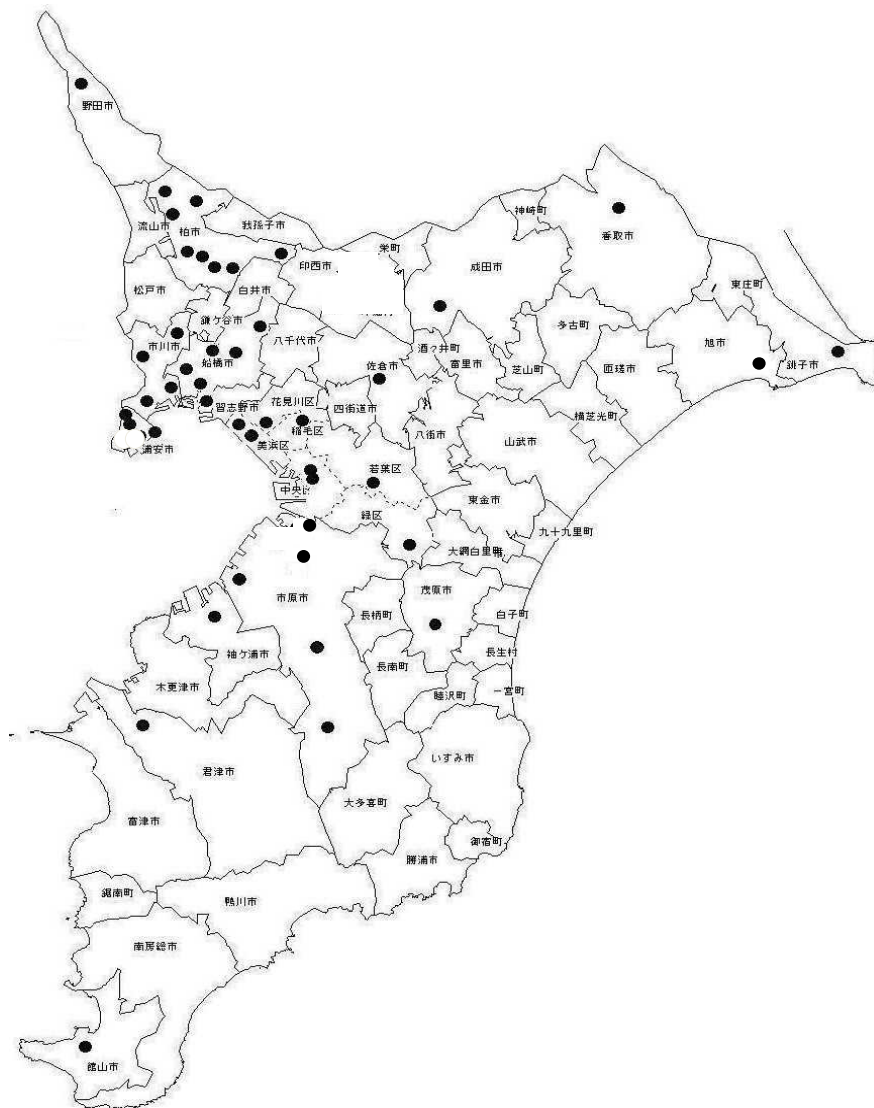 野田市
神崎町
香取市
流山市
柏市
我孫子市
栄町
成田市
印西市
東庄町
松戸市
白井市
鎌ケ谷市
多古町
市川市
船橋市
八千代市
酒々井町
富里市
芝山町
匝瑳市
旭市
銚子市
佐倉市
習志野市
花見川区
四街道市
横芝光町
稲毛区
八街市
山武市
美浜区
浦安市
若葉区
中央区
東金市
緑区
九十九里町
大網白里町
市原市
長柄町
茂原市
白子町
長生村
袖ケ浦市
長南町
木更津市
睦沢町
一宮町
いすみ市
君津市
大多喜町
富津市
御宿町
勝浦市
鋸南町
鴨川市
南房総市
館山市